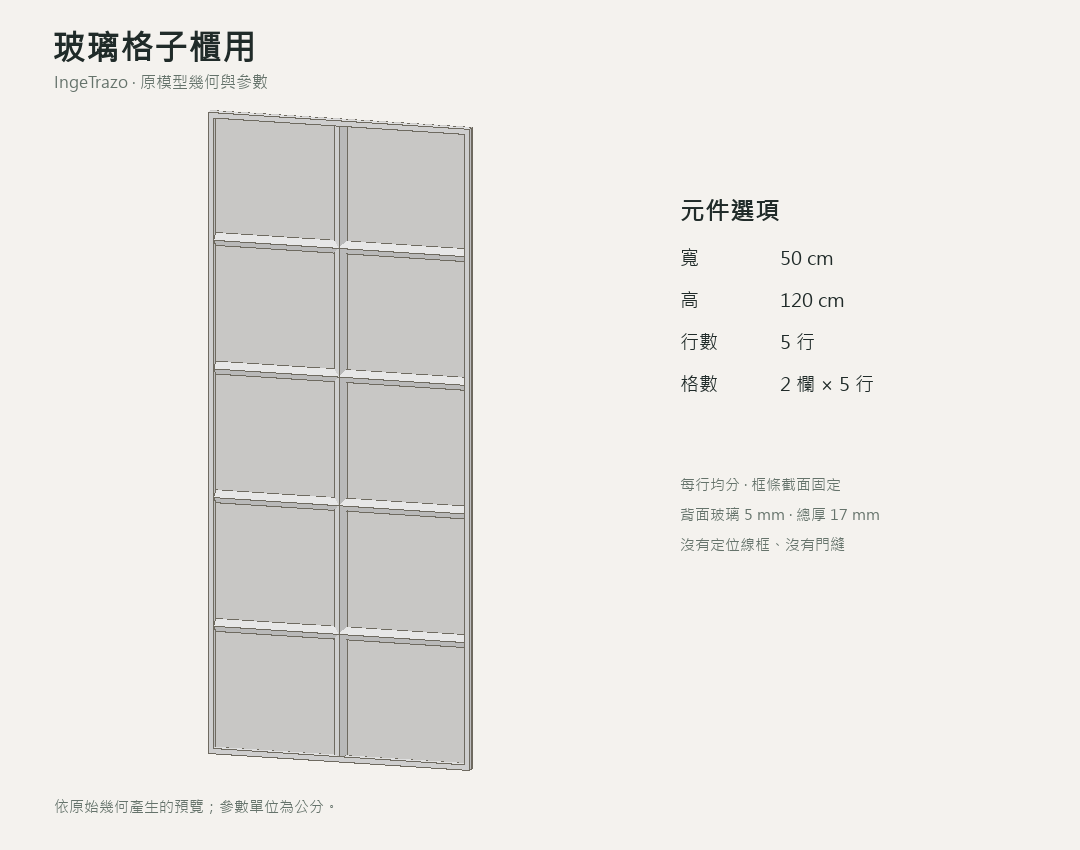 玻璃格子櫃用
IngeTrazo · 原模型幾何與參數
元件選項
寬 50 cm
高 120 cm
行數 5 行
格數 2 欄 × 5 行
每行均分 · 框條截面固定
背面玻璃 5 mm · 總厚 17 mm
沒有定位線框、沒有門縫
依原始幾何產生的預覽；參數單位為公分。